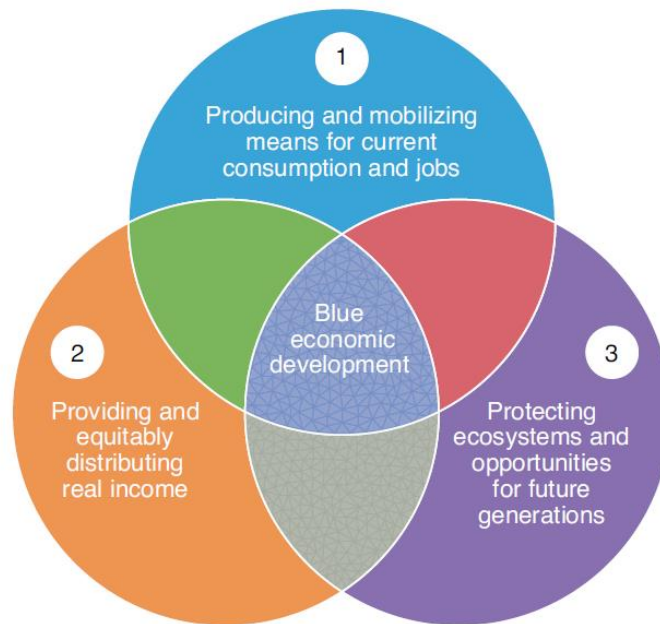 1
Producing and mobilizing
means for current
consumption and jobs
Blue
economic
development
2
Providing and
equitably
distributing
real income
3
Protecting
ecosystems and
opportunities
for future
generations